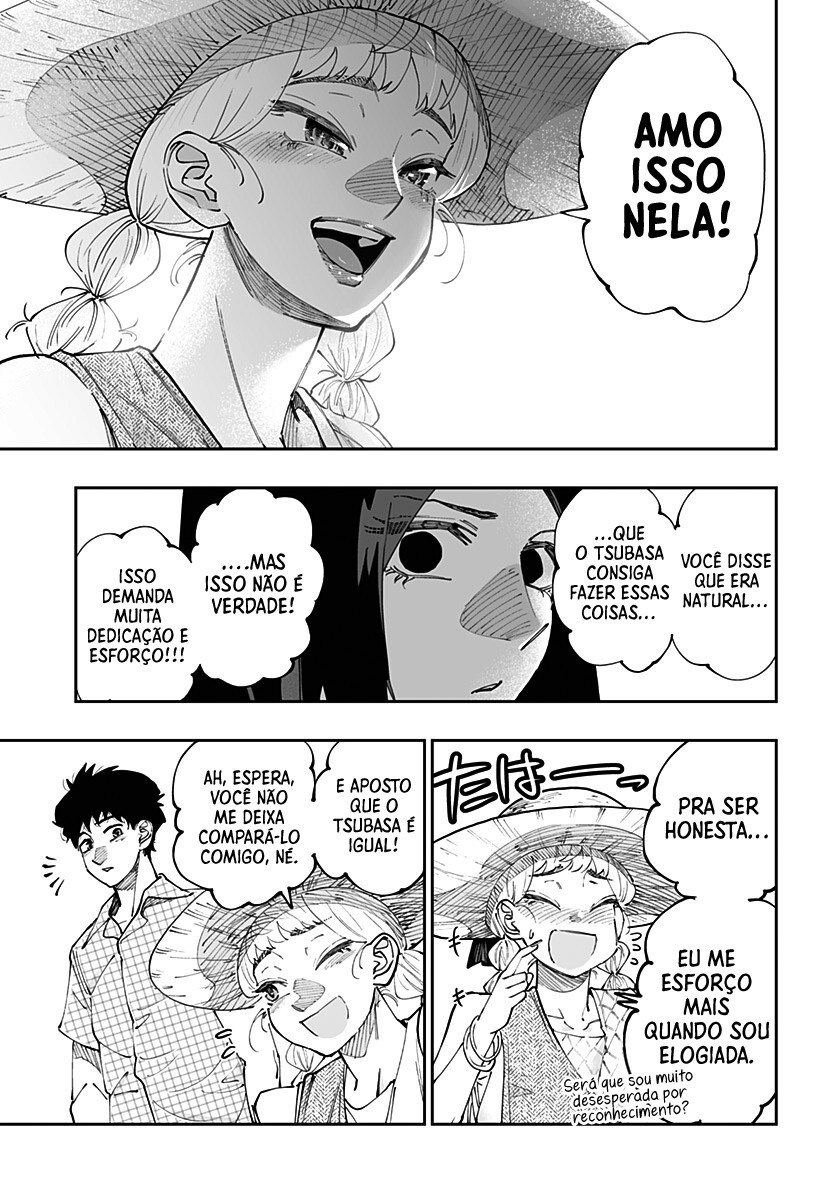 AMO
ISSO
NELA!
VOCÊ DISSE
QUE ERA
NATURAL...
...QUE
O TSUBASA
CONSIGA
FAZER ESSAS
COISAS...
....MAS
ISSO NÃO É
VERDADE!
ISSO
DEMANDA
MUITA
DEDICAÇÃO E
ESFORÇO!!!
PRA SER
HONESTA...
たはーっ
EU ME
ESFORÇO
MAIS
QUANDO SOU
ELOGIADA.
Será que sou muito
desesperada por
reconhecimento?
E APOSTO
QUE O
TSUBASA É
IGUAL!
AH, ESPERA,
VOCÊ NÃO
ME DEIXA
COMPARÁ-LO
COMIGO, NÉ.